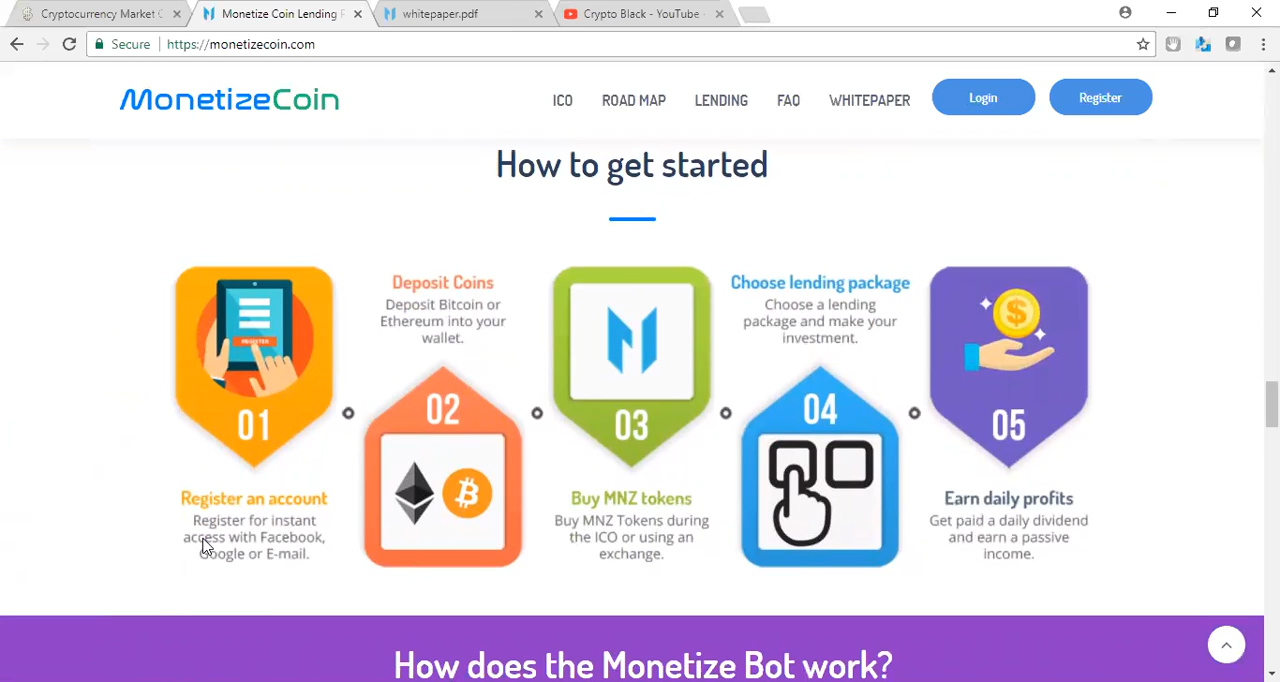 Cryptocurrency Market C
Monetize Coin Lending P
whitepaper.pdf
Crypto Black - YouTube
Secure
https://monetizecoin.com
MonetizeCoin
ICO
ROAD MAP
LENDING
FAQ
WHITEPAPER
Login
Register
How to get started
REGISTER
01
Register an account
Register for instant
access with Facebook,
Google or E-mail.
Deposit Coins
Deposit Bitcoin or
Ethereum into your
wallet.
02
03
Buy MNZ tokens
Buy MNZ Tokens during
the ICO or using an
exchange.
Choose lending package
Choose a lending
package and make your
investment.
04
05
Earn daily profits
Get paid a daily dividend
and earn a passive
income.
How does the Monetize Bot work?